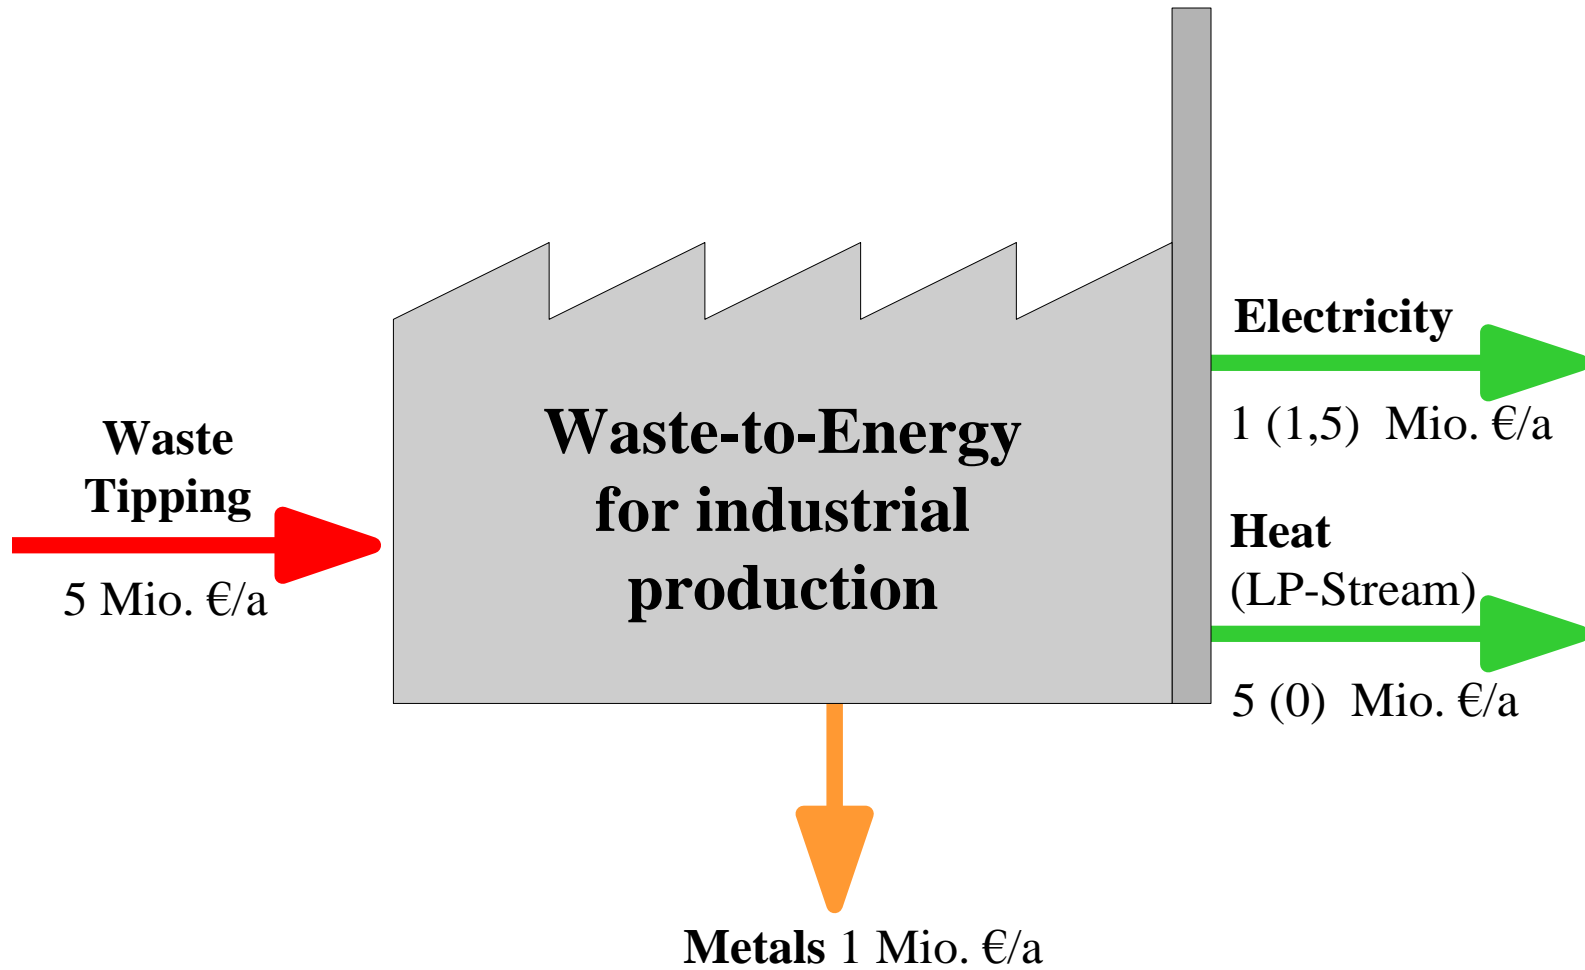 Waste
Tipping
5 Mio. €/a
Waste-to-Energy
for industrial
production
Electricity
1 (1,5) Mio. €/a
Heat
(LP-Stream)
5 (0) Mio. €/a
Metals 1 Mio. €/a